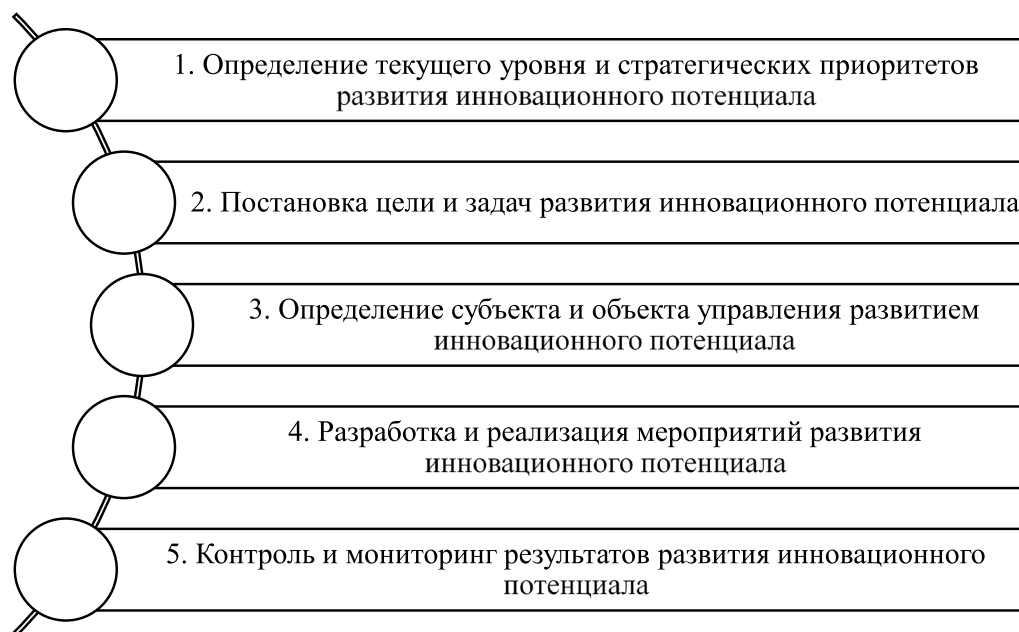 1. Определение текущего уровня и стратегических приоритетов
развития инновационного потенциала
2. Постановка цели и задач развития инновационного потенциала
3. Определение субъекта и объекта управления развитием
инновационного потенциала
4. Разработка и реализация мероприятий развития
инновационного потенциала
5. Контроль и мониторинг результатов развития инновационного
потенциала